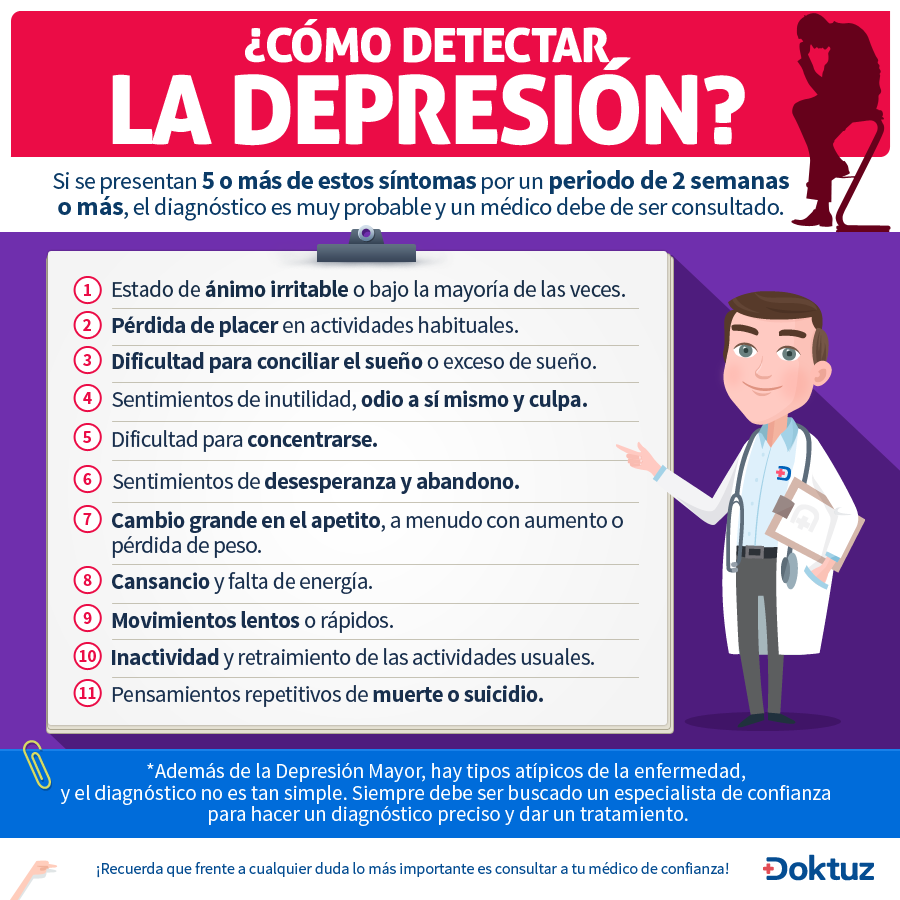 ¿CÓMO DETECTAR
LA DEPRESIÓN?
Si se presentan 5 o más de estos síntomas por un periodo de 2 semanas
o más, el diagnóstico es muy probable y un médico debe de ser consultado.
1 Estado de ánimo irritable o bajo la mayoría de las veces.
2 Pérdida de placer en actividades habituales.
3 Dificultad para conciliar el sueño o exceso de sueño.
4 Sentimientos de inutilidad, odio a sí mismo y culpa.
5 Dificultad para concentrarse.
6 Sentimientos de desesperanza y abandono.
7 Cambio grande en el apetito, a menudo con aumento o
pérdida de peso.
8 Cansancio y falta de energía.
9 Movimientos lentos o rápidos.
10 Inactividad y retraimiento de las actividades usuales.
11 Pensamientos repetitivos de muerte o suicidio.
*Además de la Depresión Mayor, hay tipos atípicos de la enfermedad,
y el diagnóstico no es tan simple. Siempre debe ser buscado un especialista de confianza
para hacer un diagnóstico preciso y dar un tratamiento.
¡Recuerda que frente a cualquier duda lo más importante es consultar a tu médico de confianza!
Doktuz